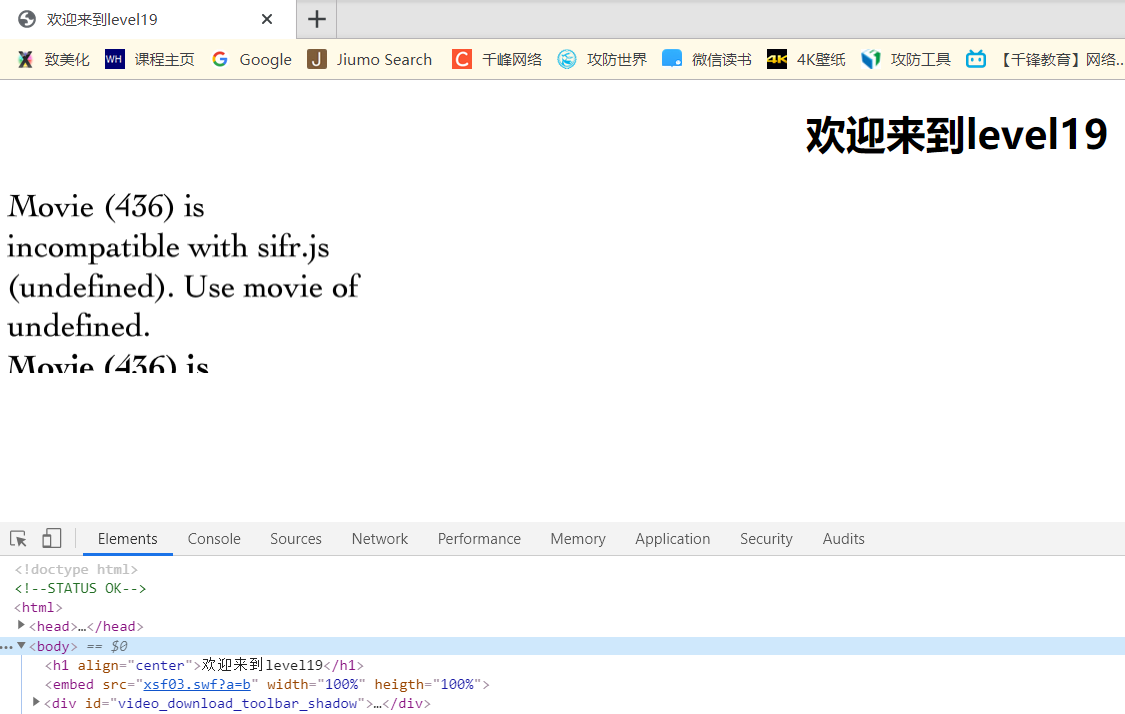 欢迎来到level19
致美化 WH 课程主页 Google J Jiumo Search C 千峰网络 攻防世界 微信读书 4K 4K壁纸 攻防工具 【千锋教育】网络...
欢迎来到level19
Movie (436) is
incompatible with sifr.js
(undefined). Use movie of
undefined.
Movie (436) is
Elements Console Sources Network Performance Memory Application Security Audits
<!doctype html>
<!--STATUS OK-->
<html>
<head>…</head>
<body> == $0
<h1 align="center">欢迎来到level19</h1>
<embed src="xsf03.swf?a=b" width="100%" heigth="100%">
<div id="video_download_toolbar_shadow">…</div>